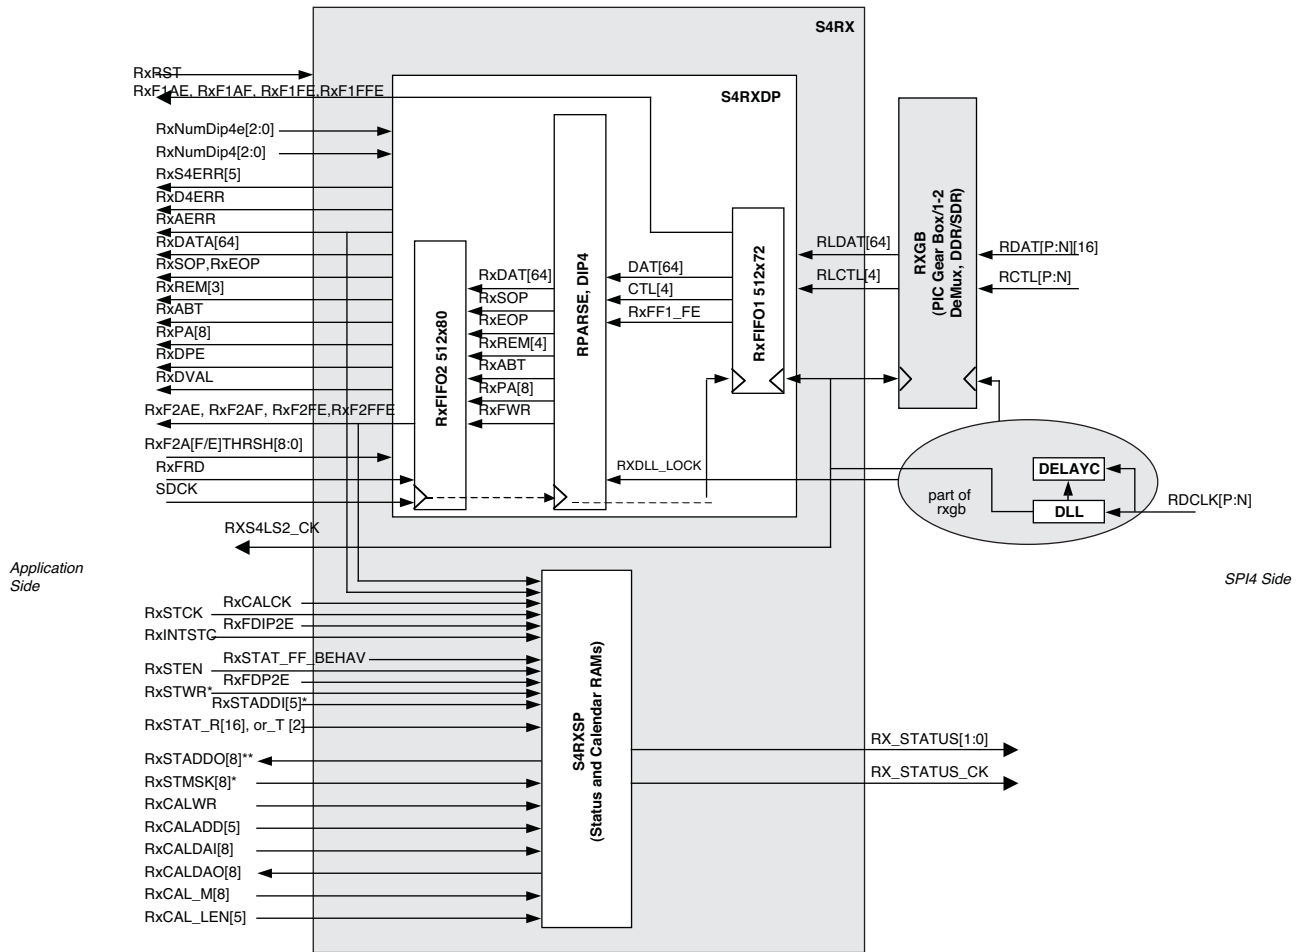 S4RX
RxRST
RxF1AE, RxF1AF, RxF1FE,RxF1FFE
S4RXDP
RxNumDip4e[2:0]
RxNumDip4[2:0]
RxS4ERR[5]
RxD4ERR
RxAERR
RxDATA[64]
RxSOP,RxEOP
RxREM[3]
RxABT
RxPA[8]
RxDPE
RxDVAL
RxF2AE, RxF2AF, RxF2FE,RxF2FFE
RxF2A[F/E]THRSH[8:0]
RxFRD
SDCK
RXS4LS2_CK
RxFIFO2 512x80
RxDAT[64]
RxSOP
RxEOP
RxREM[4]
RxABT
RxPA[8]
RxFWR
RPARSE, DIP4
DAT[64]
CTL[4]
RxFF1_FE
RXDLL_LOCK
RxFIFO1 512x72
RLDAT[64]
RLCTL[4]
RXGB
(PIC Gear Box/1-2
DeMux, DDR/SDR)
RDAT[P:N][16]
RCTL[P:N]
DELAYC
DLL
part of
rxgb
RDCLK[P:N]
Application
Side
SPI4 Side
RxCALCK
RxSTCK
RxFDIP2E
RxINTSTC
RxSTAT_FF_BEHAV
RxSTEN
RxFDP2E
RxSTWR*
RxSTADDI[5]*
RxSTAT_R[16], or_T [2]
RxSTADDO[8]**
RxSTMSK[8]*
RxCALWR
RxCALADD[5]
RxCALDAI[8]
RxCALDAO[8]
RxCAL_M[8]
RxCAL_LEN[5]
S4RXSP
(Status and Calendar RAMs)
RX_STATUS[1:0]
RX_STATUS_CK